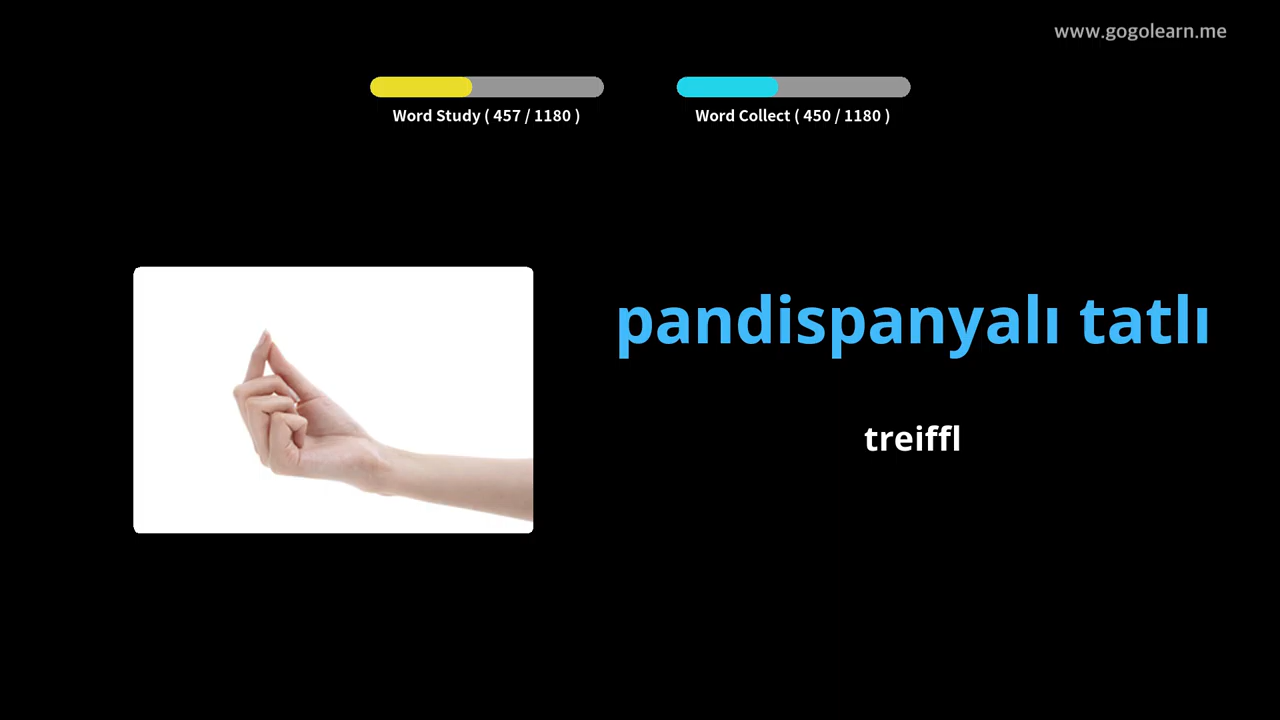 www.gogolearn.me
Word Study ( 457 / 1180 )
Word Collect ( 450 / 1180 )
pandispanyalı tatlı
treiffl